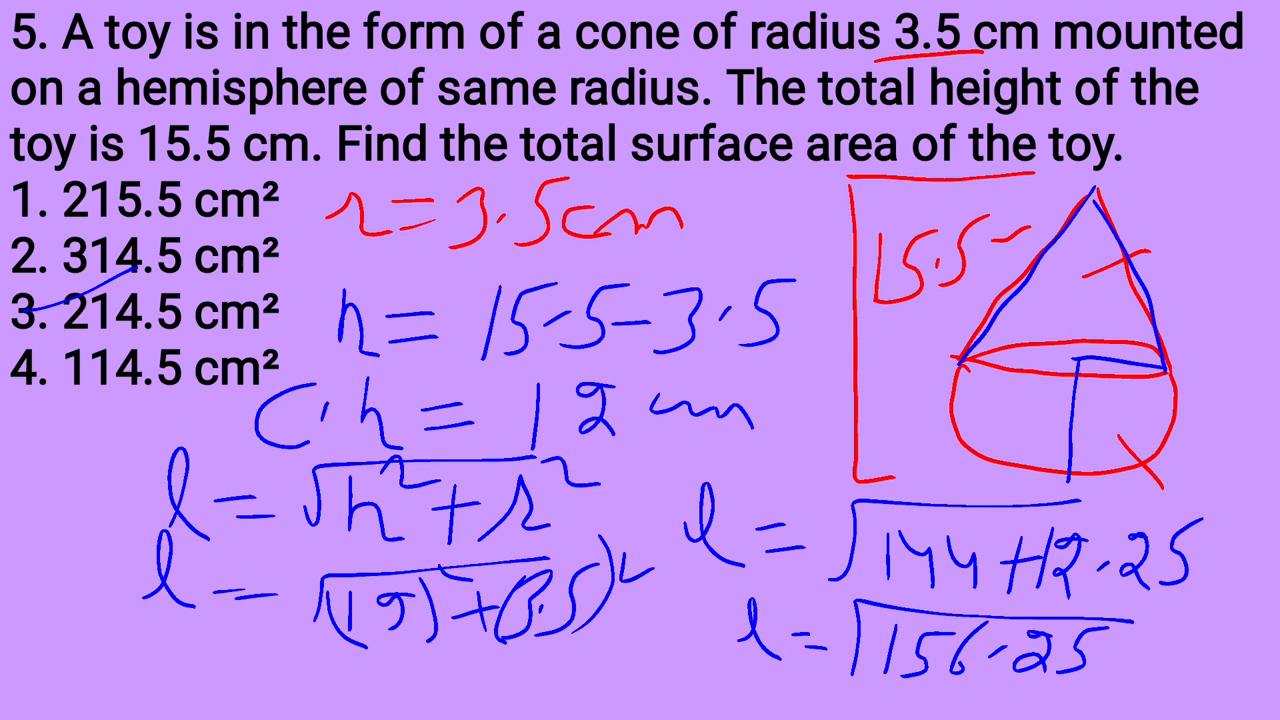 5. A toy is in the form of a cone of radius 3.5 cm mounted
on a hemisphere of same radius. The total height of the
toy is 15.5 cm. Find the total surface area of the toy.
1. 215.5 cm²
2. 314.5 cm²
3. 214.5 cm²
4. 114.5 cm²
r = 3.5cm
15.5
h = 15.5 - 3.5
C.h = 12 cm
l = √h² + r²
l = √(12)² + (3.5)²
l = √144 + 12.25
l = √156.25